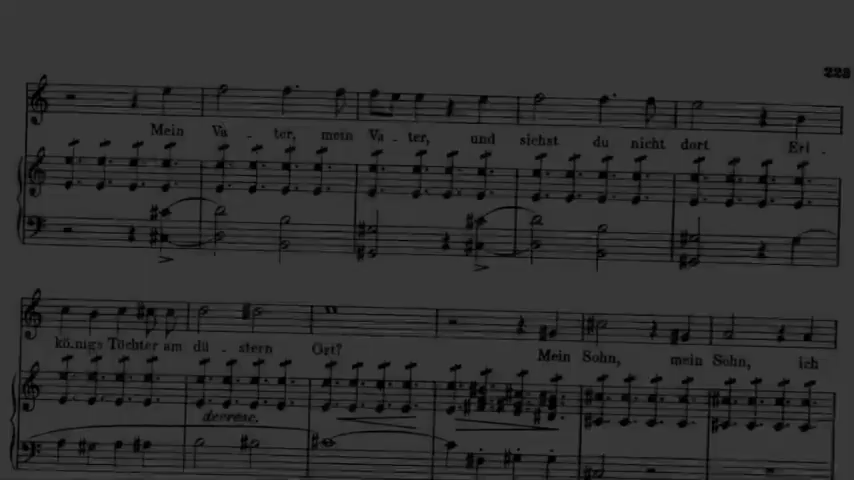 223
Mein Va - ter, mein Va - ter, und siehst du nicht dort Erl -
kö-nigs Töchter am dü - stern Ort? Mein Sohn, mein Sohn, ich
decresc.